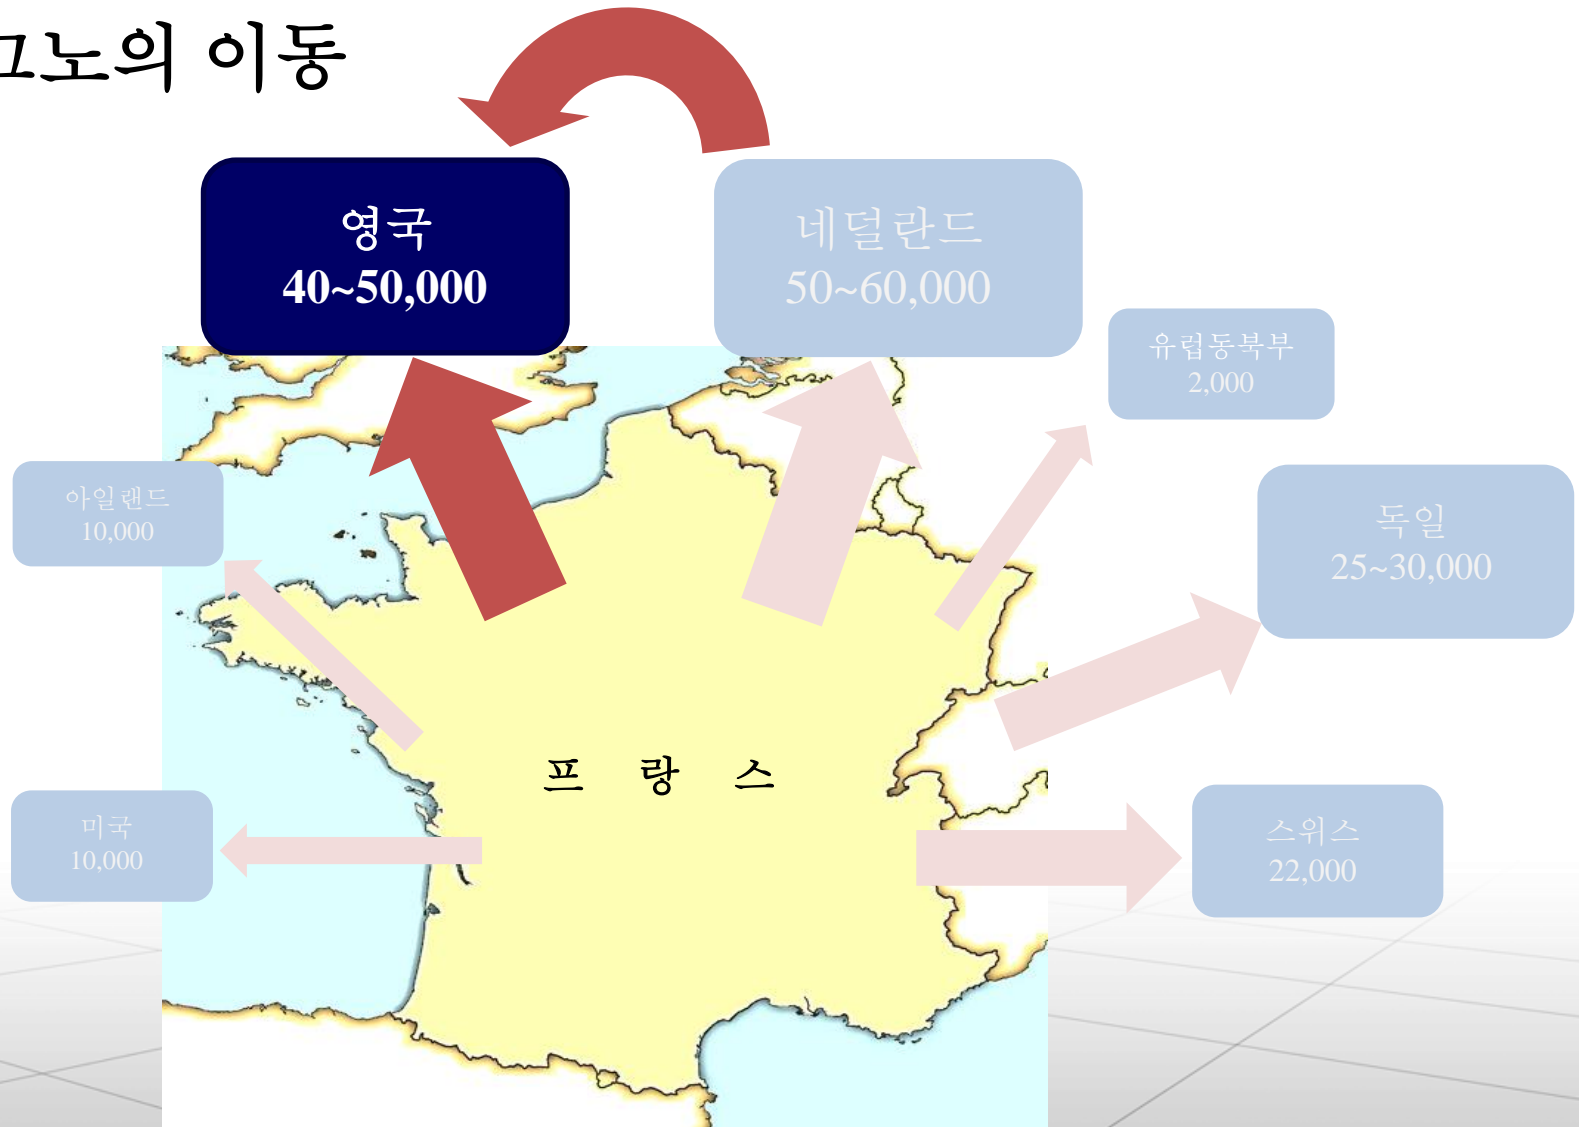 그노의 이동
영국
40~50,000
네덜란드
50~60,000
유럽동북부
2,000
아일랜드
10,000
독일
25~30,000
프 랑 스
미국
10,000
스위스
22,000